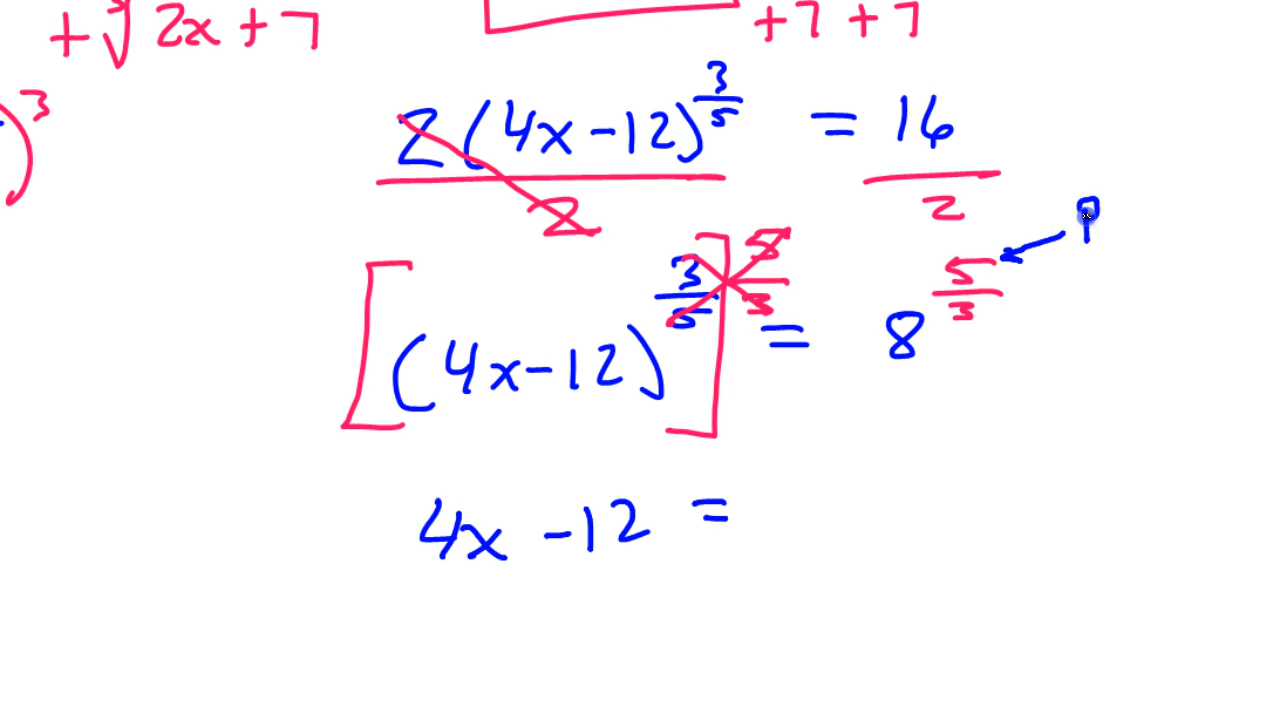 + ∛ 2x + 7    + 7 + 7
)³
2(4x - 12)^(3/5) = 16
2    2
[(4x - 12)^(3/5)]^(5/3) = 8^(5/3) ← P
4x - 12 =